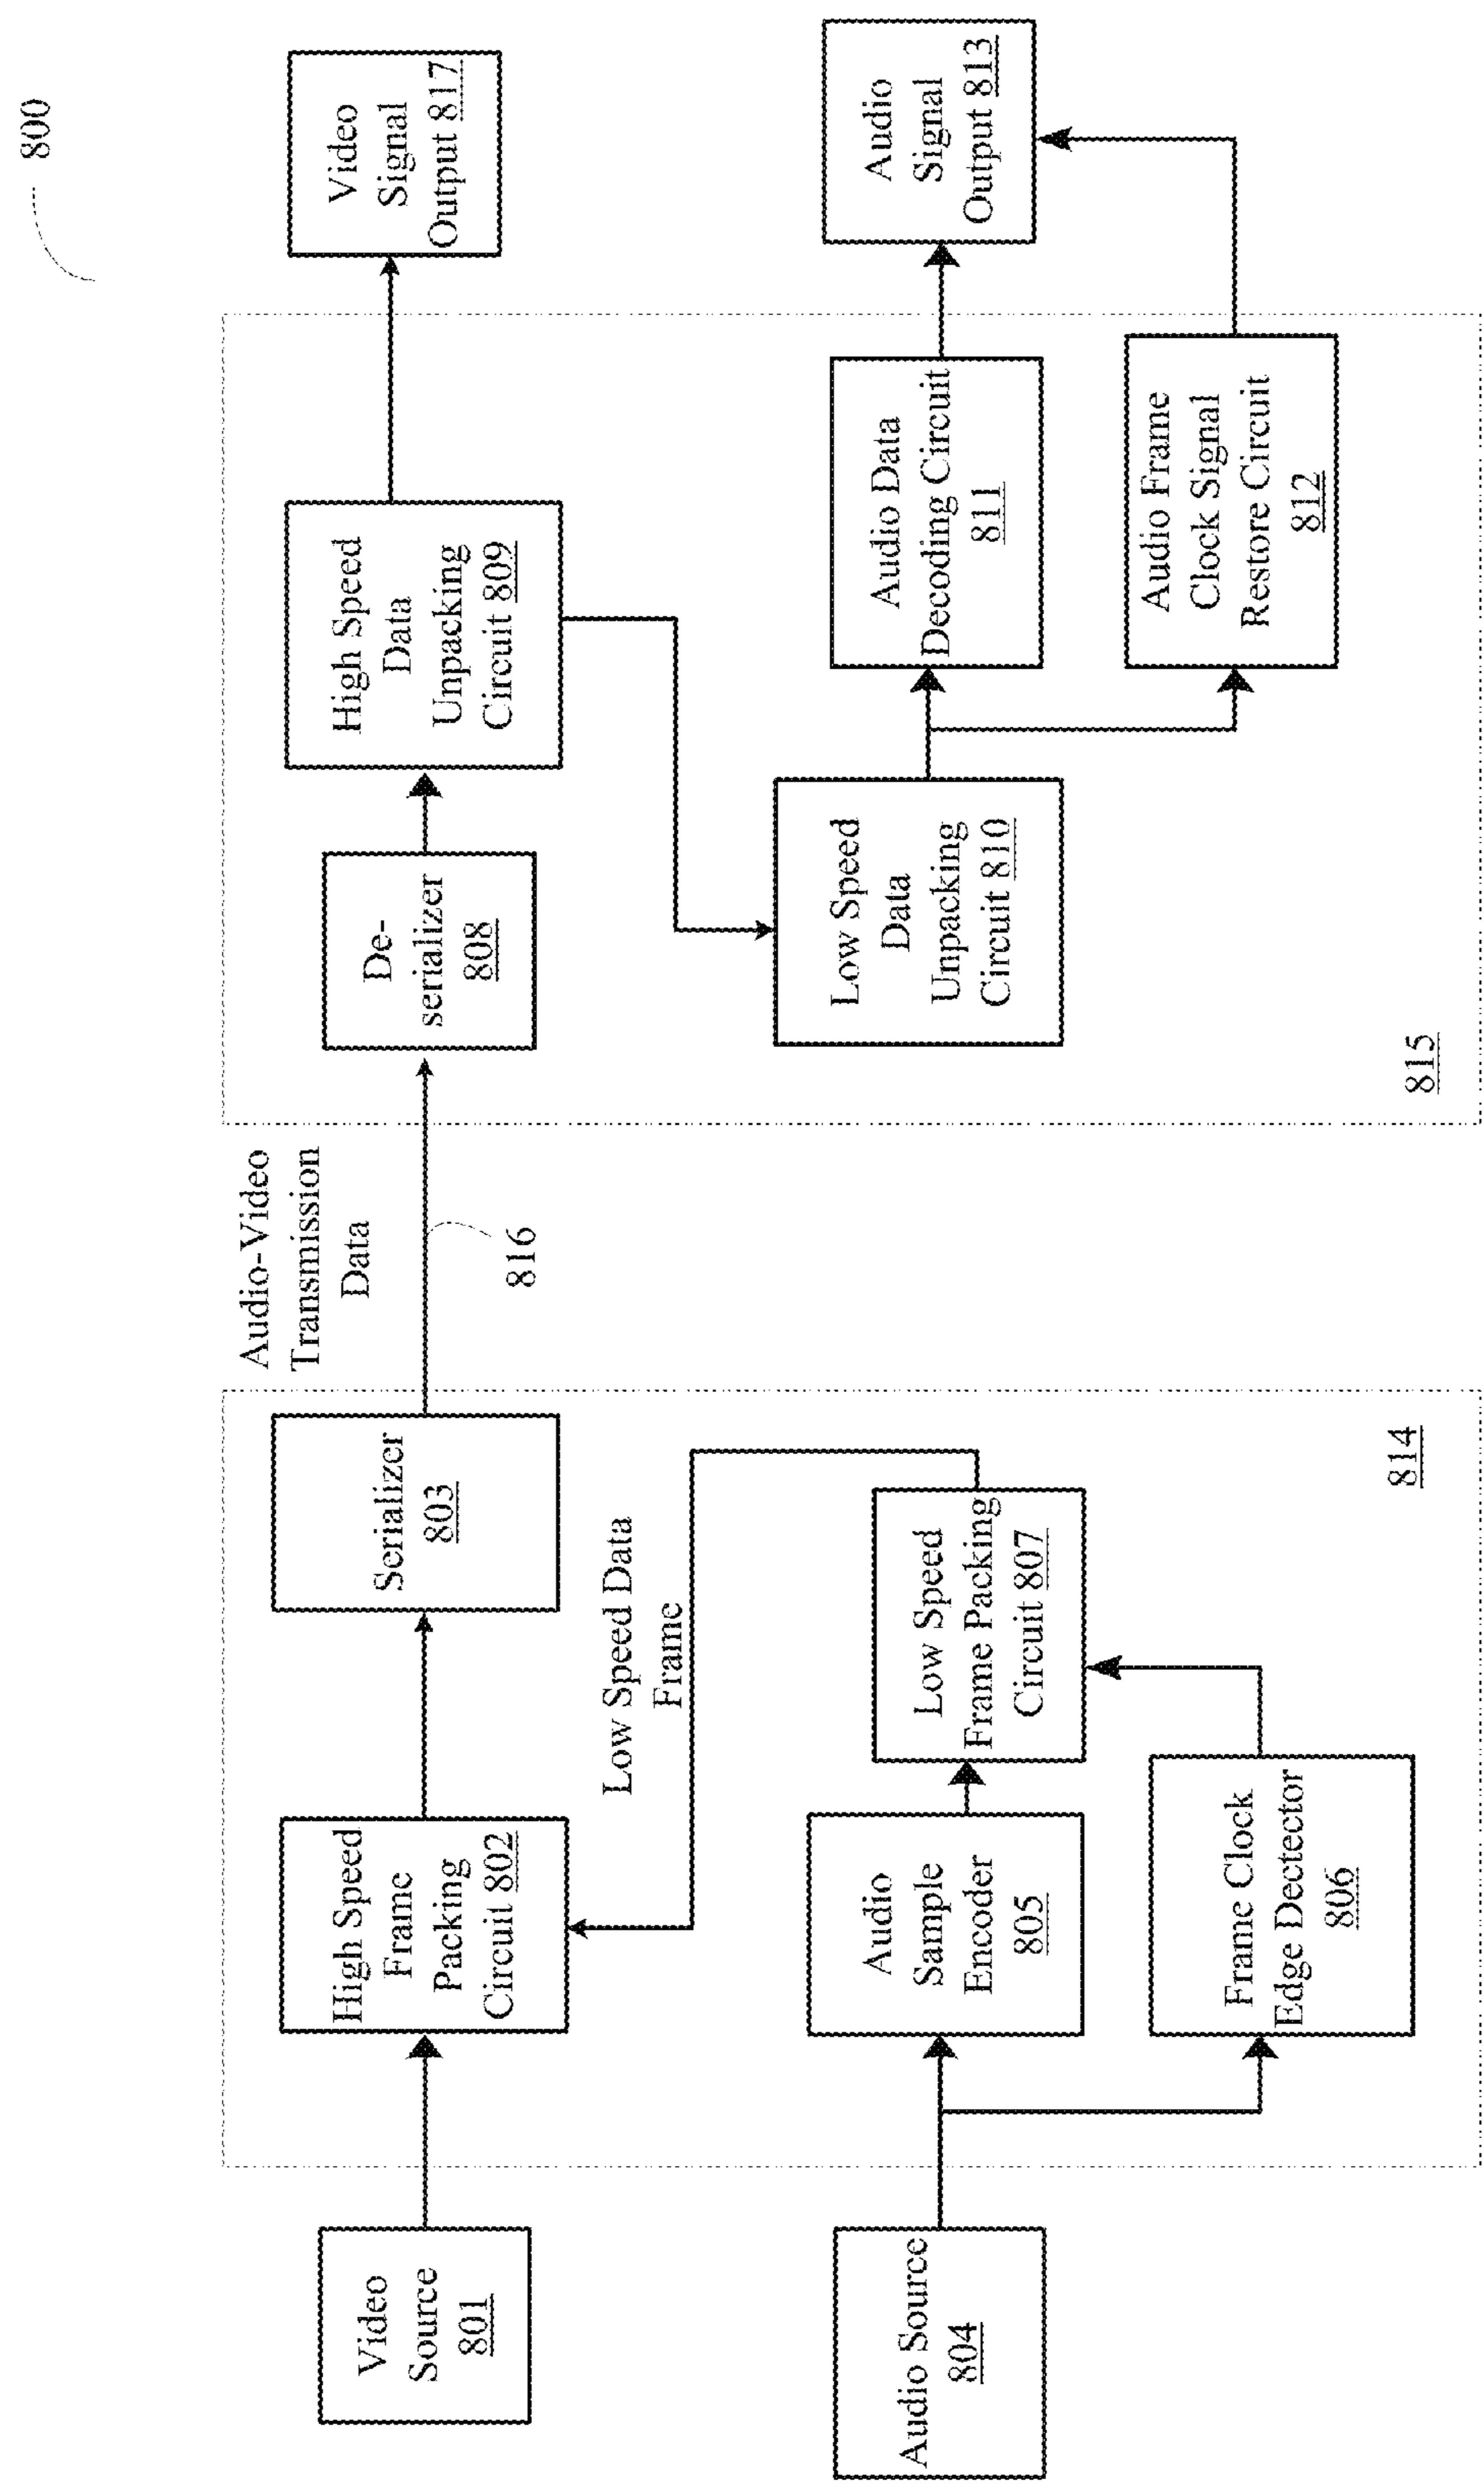 800
Video
Source 801
High Speed
Frame
Packing
Circuit 802
Serializer
803
Audio-Video
Transmission
Data
816
De-
serializer
808
High Speed
Data
Unpacking
Circuit 809
Video
Signal
Output 817
Low Speed Data
Frame
Audio Source
804
Audio
Sample
Encoder
805
Low Speed
Frame Packing
Circuit 807
Frame Clock
Edge Dectector
806
814
Low Speed
Data
Unpacking
Circuit 810
Audio Data
Decoding Circuit
811
Audio
Signal
Output 813
Audio Frame
Clock Signal
Restore Circuit
812
815